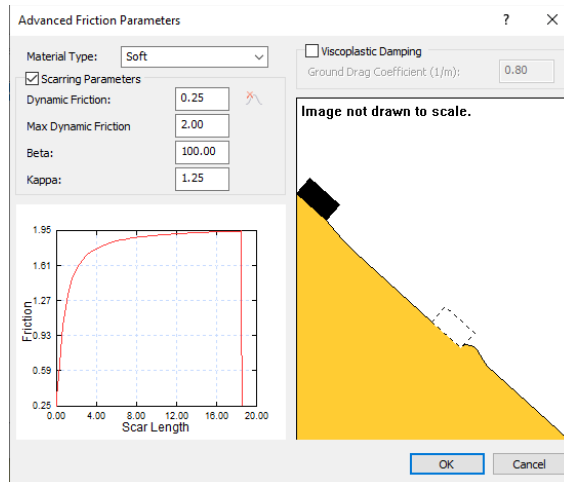 Advanced Friction Parameters
? 
Material Type: Soft
Scarring Parameters
Dynamic Friction: 0.25
Max Dynamic Friction 2.00
Beta: 100.00
Kappa: 1.25
1.95
1.61
1.27
0.93
0.59
0.25
Friction
0.00 4.00 8.00 12.00 16.00 20.00
Scar Length
Viscoplastic Damping
Ground Drag Coefficient (1/m): 0.80
Image not drawn to scale.
OK Cancel